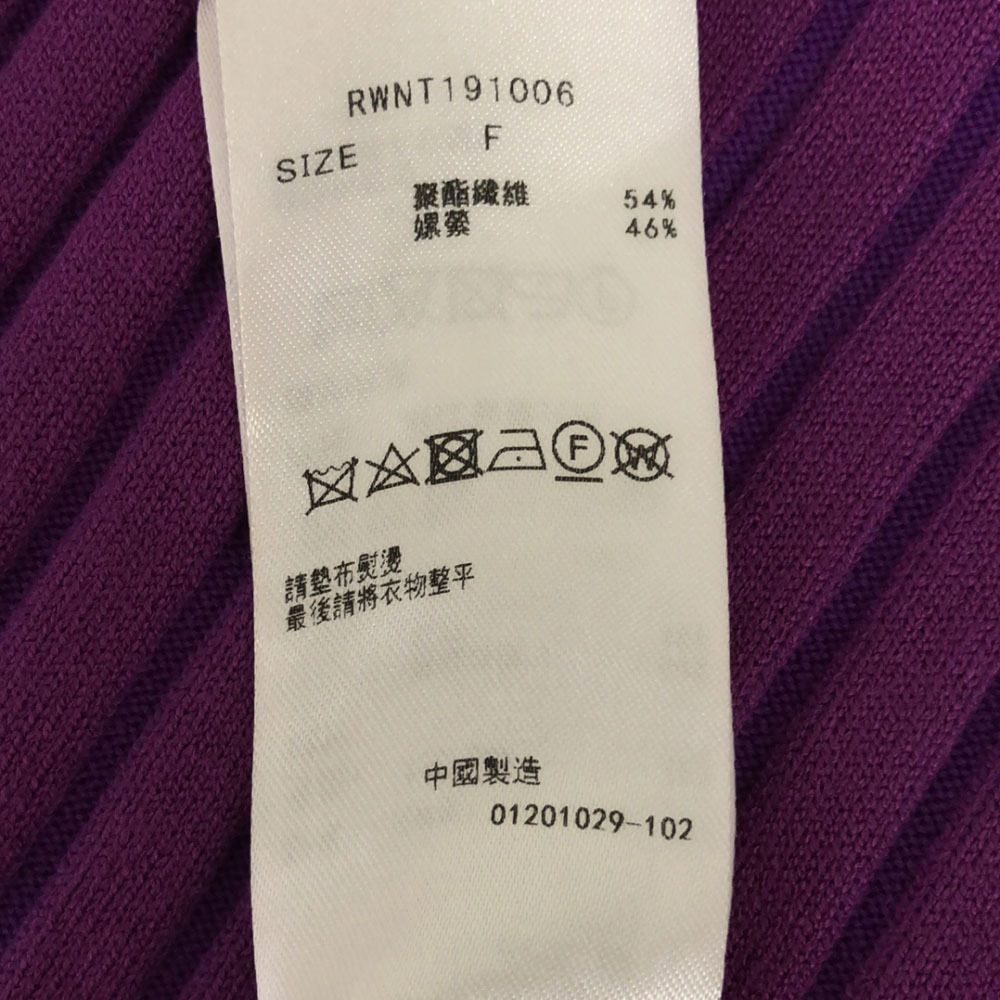 RWNT191006
SIZE F
聚酯纖維 54%
嫘縈 46%
F W
請墊布熨燙
最後請將衣物整平
中國製造
01201029-102